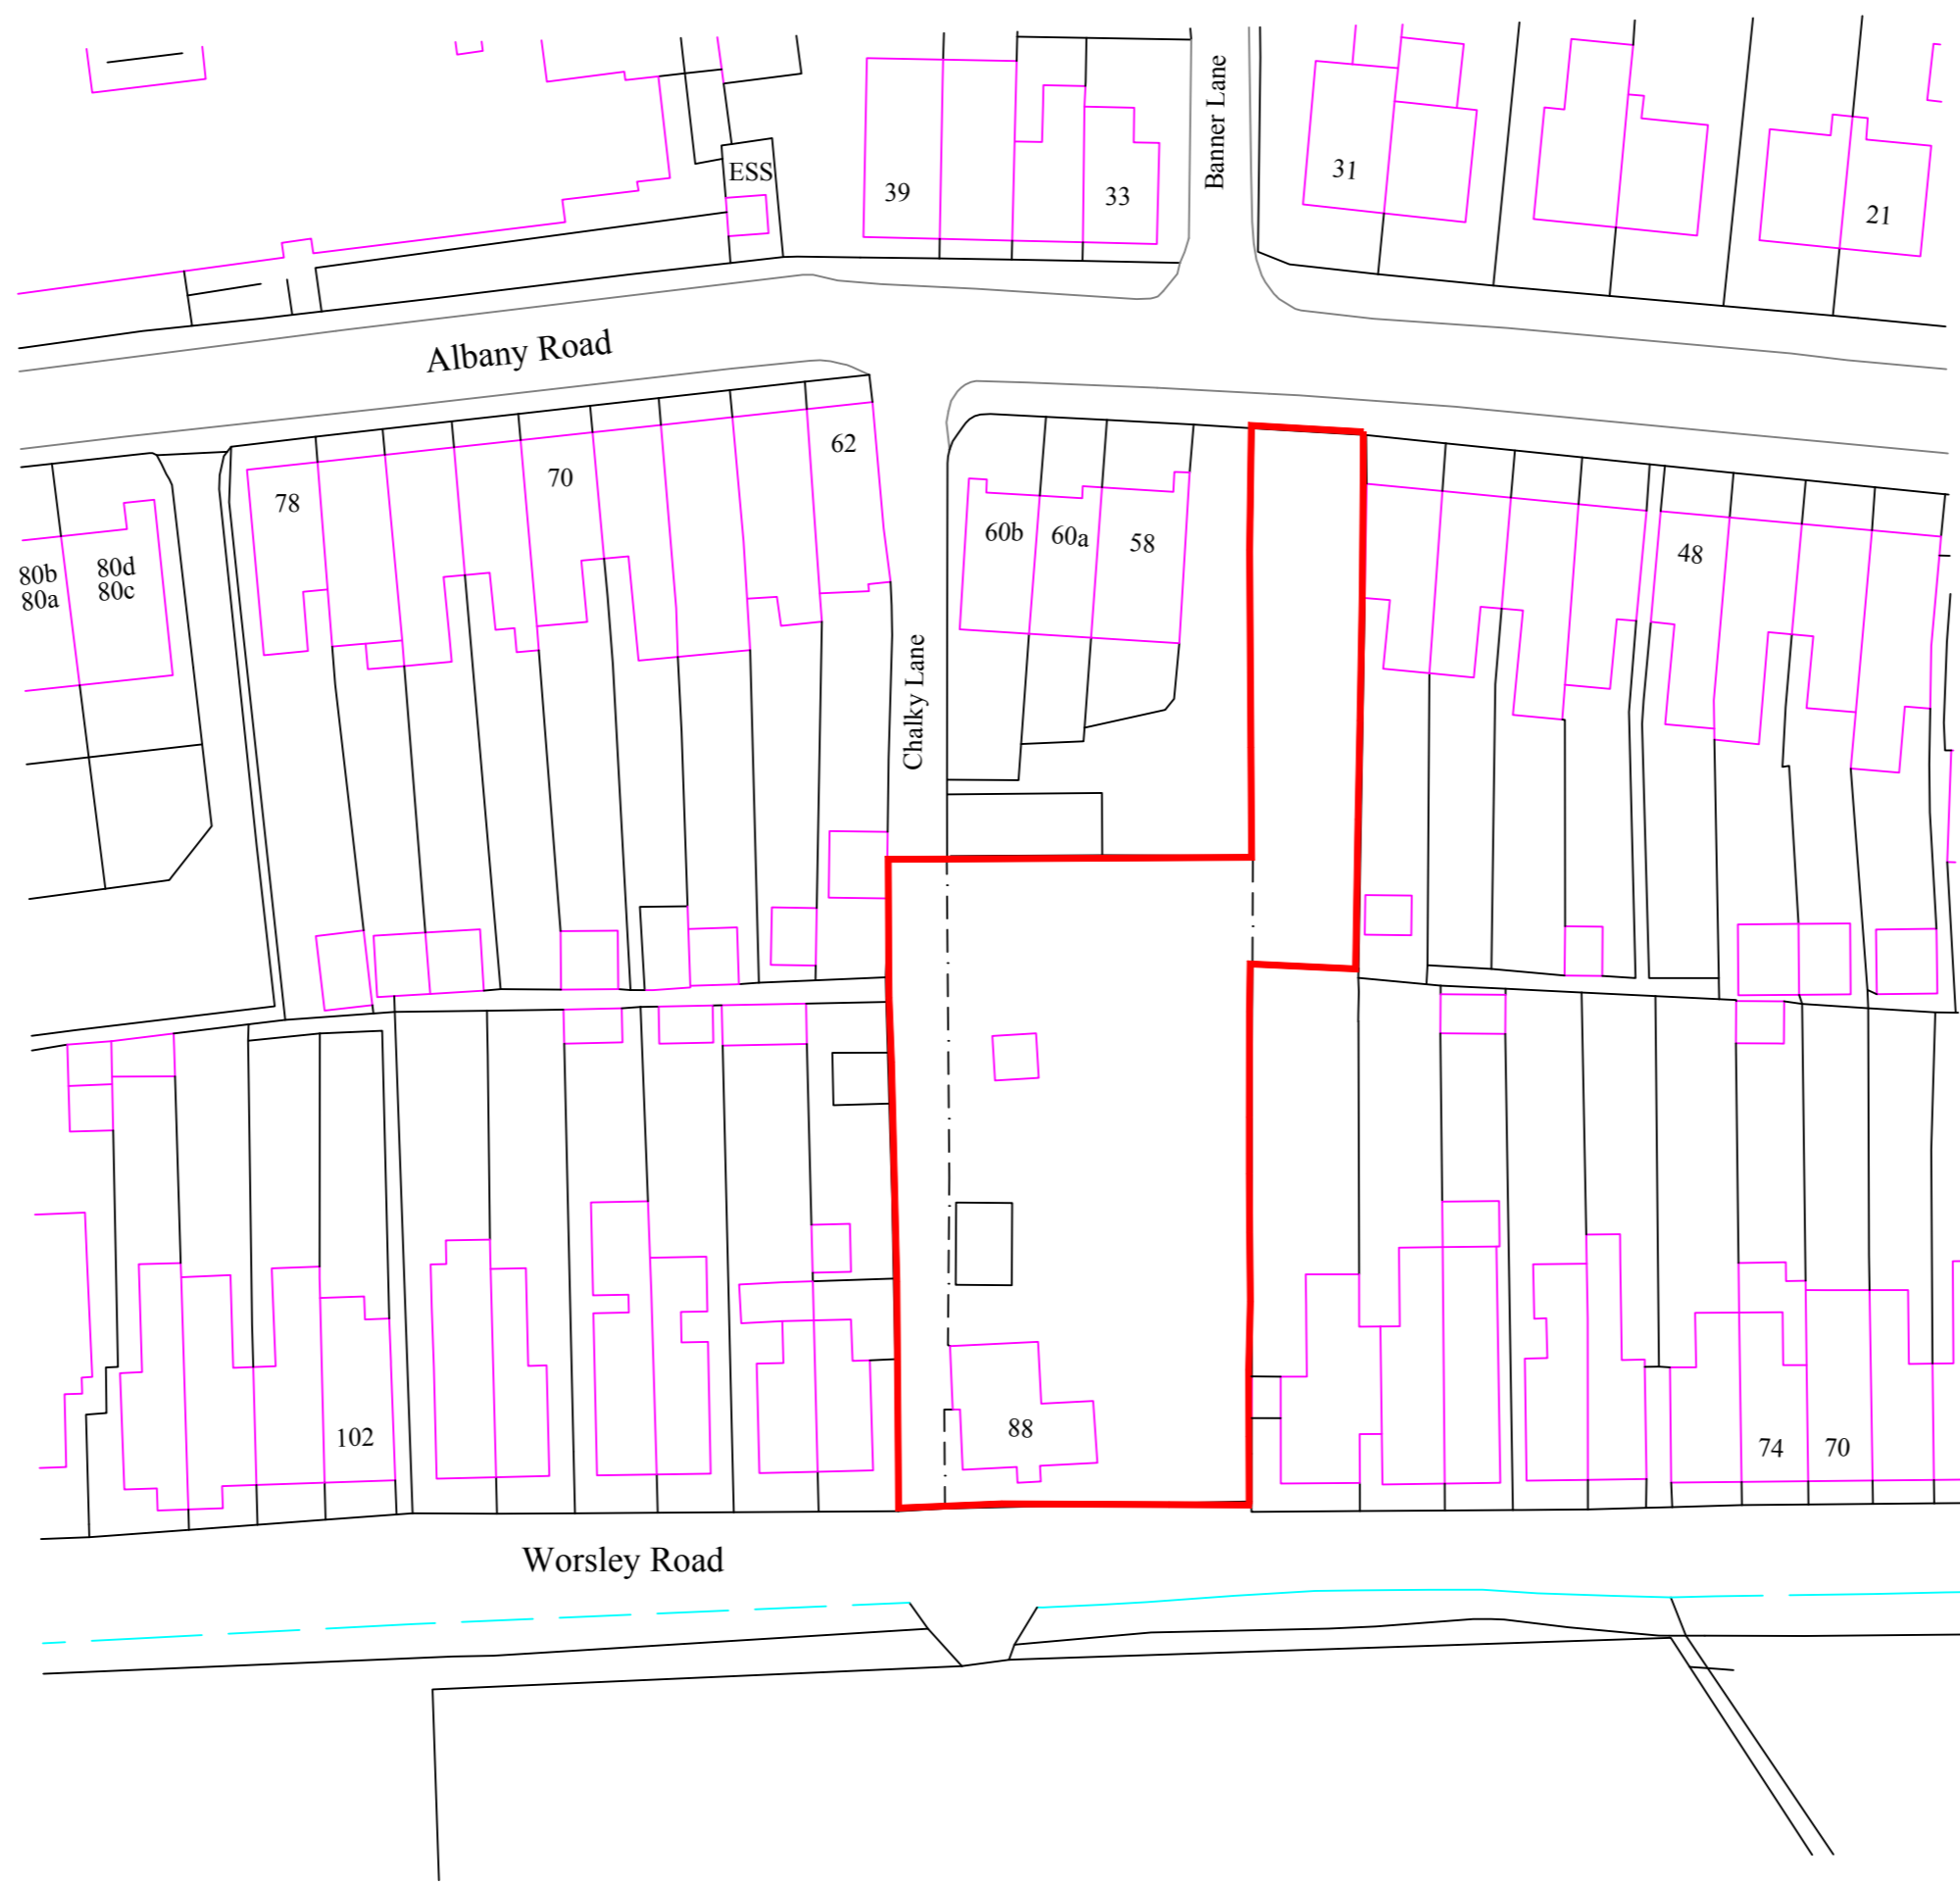 Banner Lane
ESS
31
39
33
21
Albany Road
62
70
78
60b
60a
58
48
80b
80a
80d
80c
Chalky Lane
88
102
74
70
Worsley Road